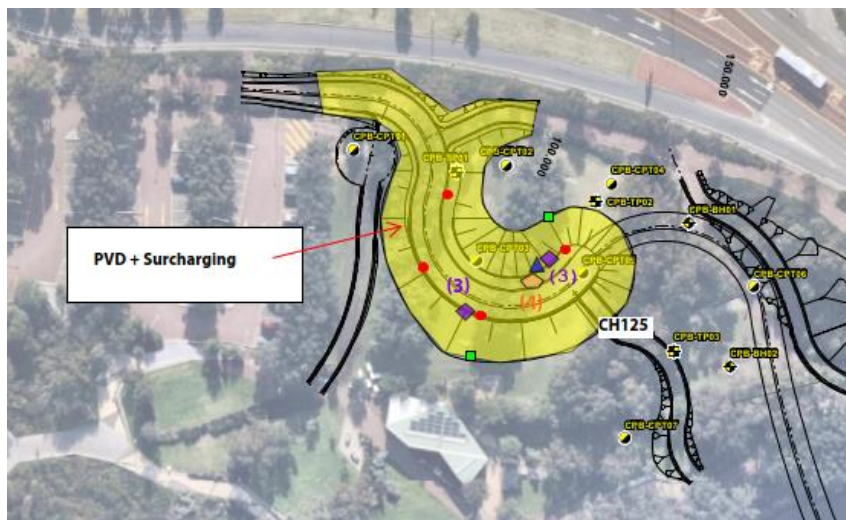 150.000
CPB-CPT01
CPB-TP01
CPB-CPT02
100.000
CPB-CPT04
CPB-TP02
CPB-BH01
PVD + Surcharging
CPB-CPT03
CPB-CPT05
(3)
(3)
(4)
CPB-CPT06
CH125
CPB-TP03
CPB-BH02
CPB-CPT07